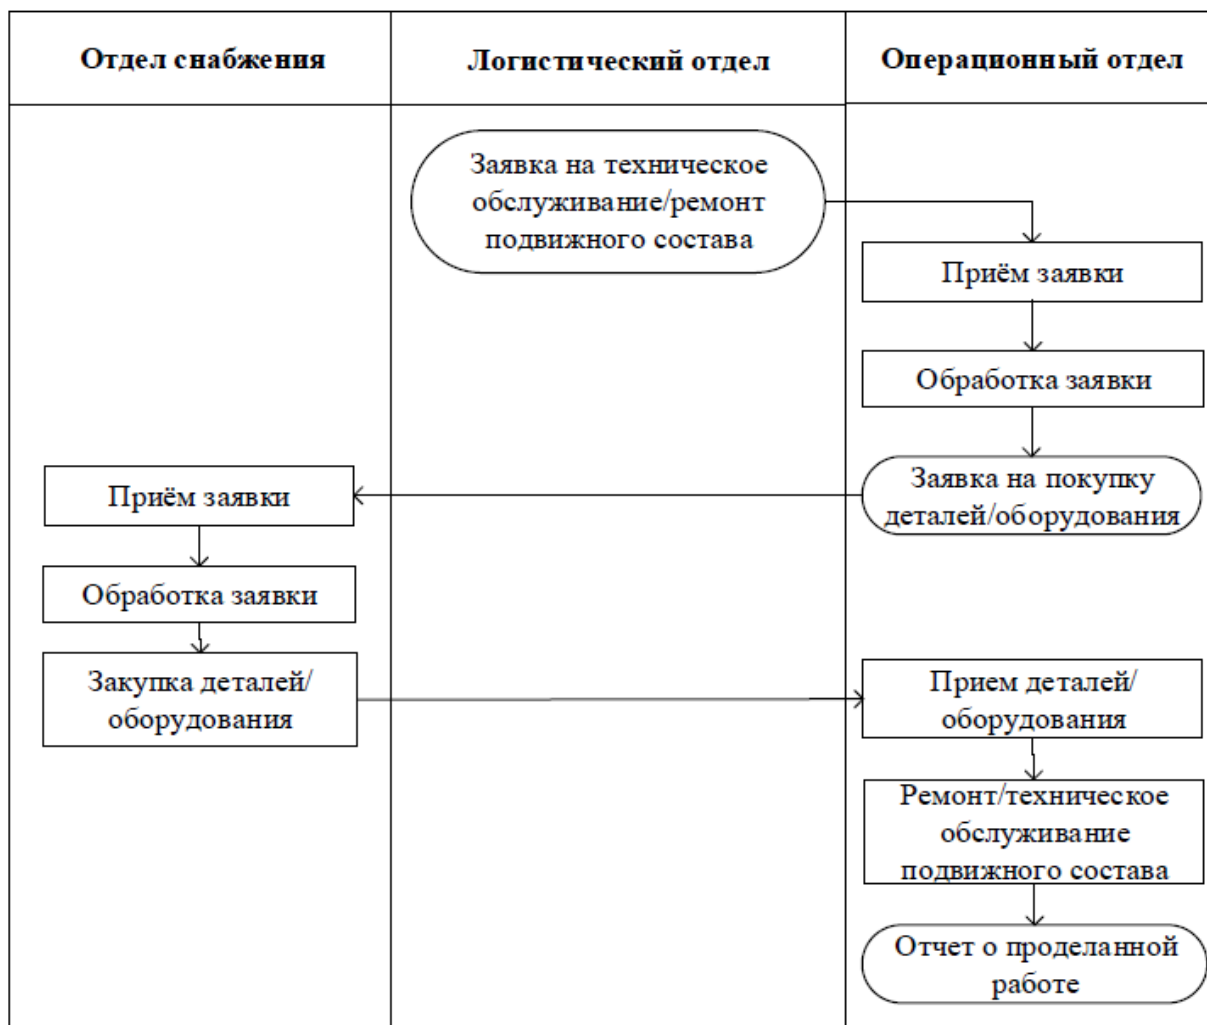 Отдел снабжения
Логистический отдел
Операционный отдел
Заявка на техническое
обслуживание/ремонт
подвижного состава
Приём заявки
Обработка заявки
Заявка на покупку
деталей/оборудования
Приём заявки
Обработка заявки
Закупка деталей/
оборудования
Прием деталей/
оборудования
Ремонт/техническое
обслуживание
подвижного состава
Отчет о проделанной
работе